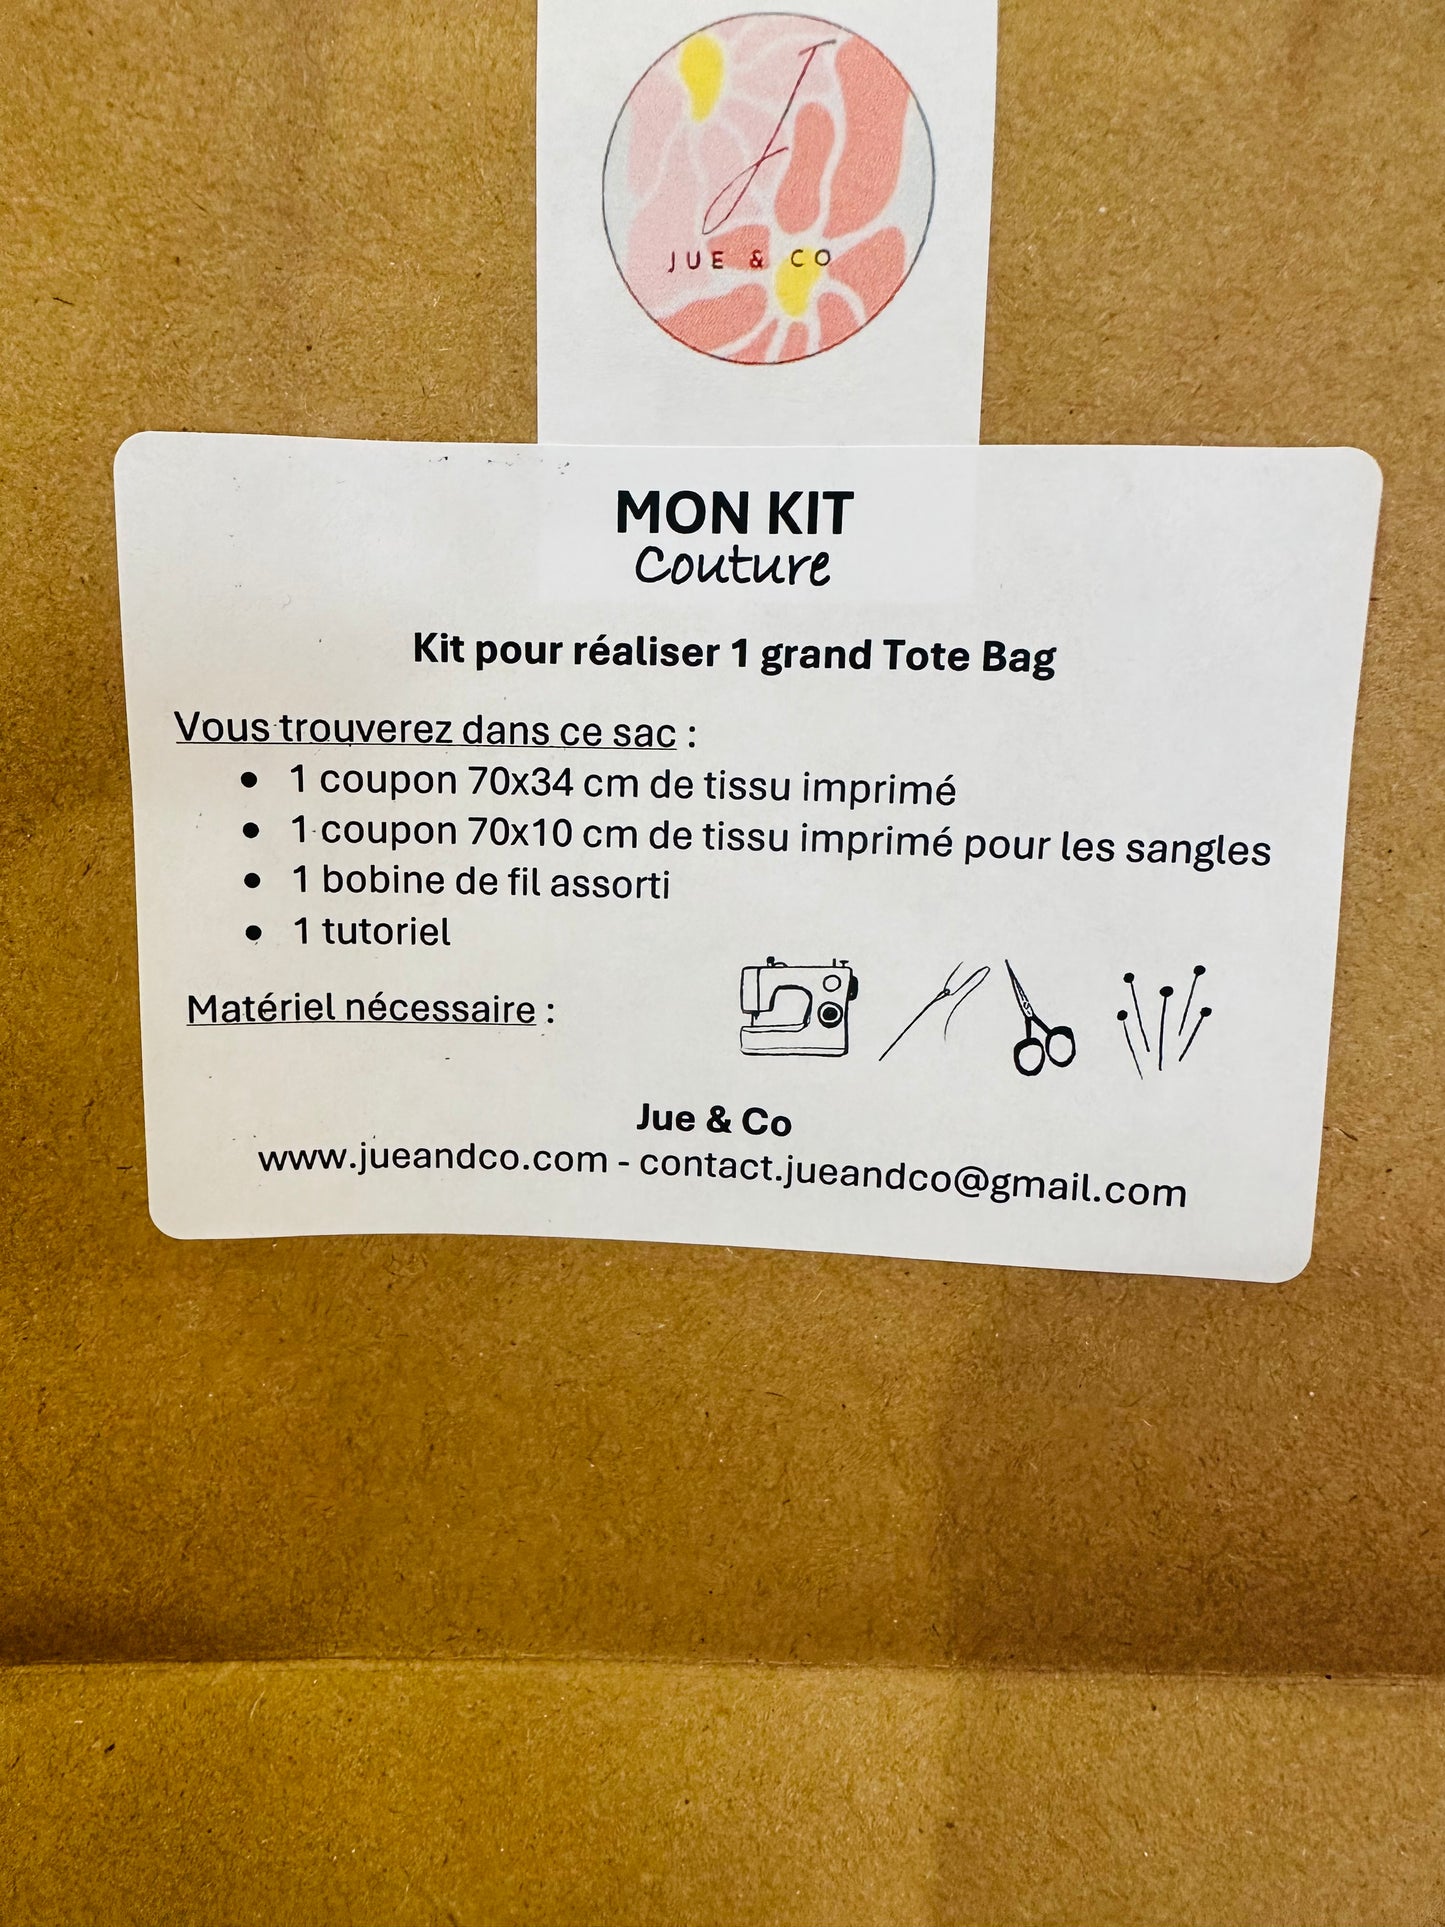 J
JUE & CO
MON KIT
Couture
Kit pour réaliser 1 grand Tote Bag
Vous trouverez dans ce sac :
• 1 coupon 70x34 cm de tissu imprimé
• 1 coupon 70x10 cm de tissu imprimé pour les sangles
• 1 bobine de fil assorti
• 1 tutoriel
Matériel nécessaire :
Jue & Co
www.jueandco.com - contact.jueandco@gmail.com